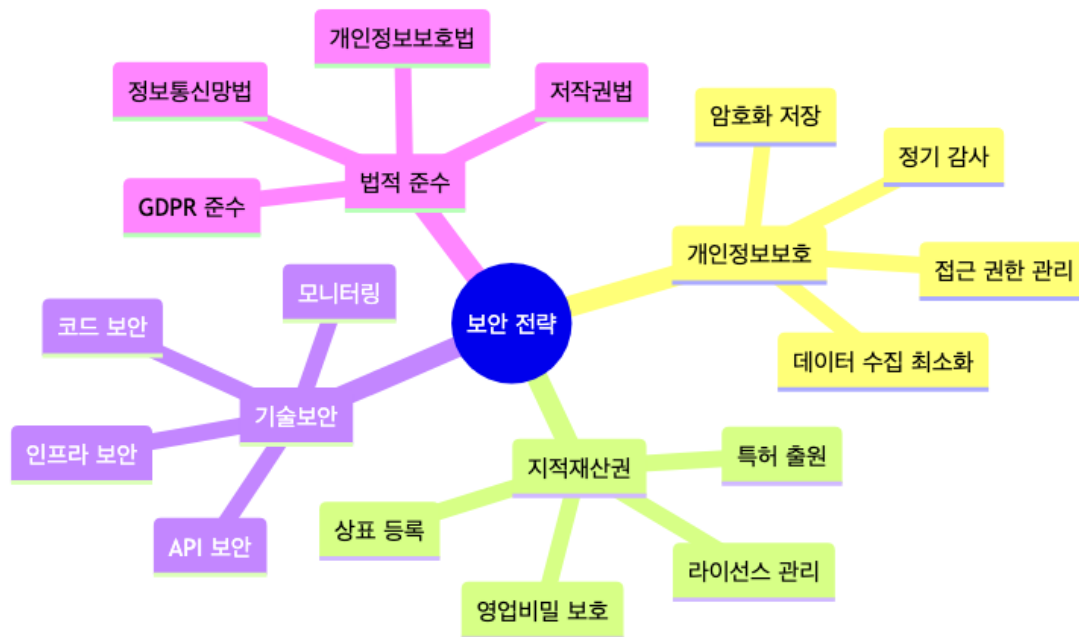 개인정보보호법
정보통신망법
저작권법
암호화 저장
정기 감사
법적 준수
GDPR 준수
개인정보보호
접근 권한 관리
모니터링
코드 보안
보안 전략
데이터 수집 최소화
기술보안
인프라 보안
지적재산권
특허 출원
상표 등록
API 보안
라이선스 관리
영업비밀 보호